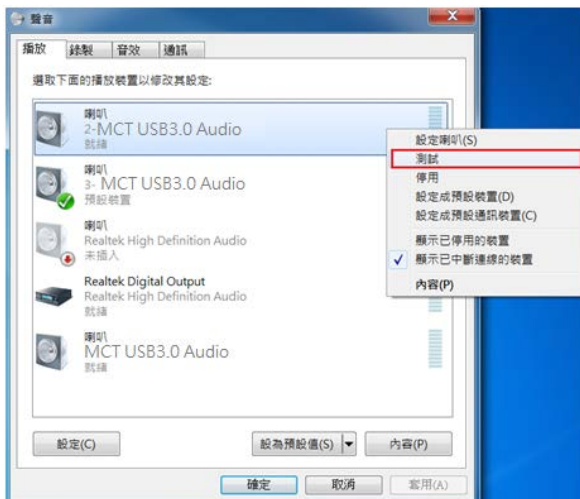 聲音
播放 錄製 音效 通訊
選取下面的播放裝置以修改其設定:
喇叭
2-MCT USB3.0 Audio
就緒
喇叭
3- MCT USB3.0 Audio
預設裝置
喇叭
Realtek High Definition Audio
未插入
Realtek Digital Output
Realtek High Definition Audio
就緒
喇叭
MCT USB3.0 Audio
就緒
設定(C) 設為預設值(S) 內容(P)
確定 取消 套用(A)
設定喇叭(S)
測試
停用
設定成預設裝置(D)
設定成預設通訊裝置(C)
顯示已停用的裝置
顯示已中斷連線的裝置
內容(P)